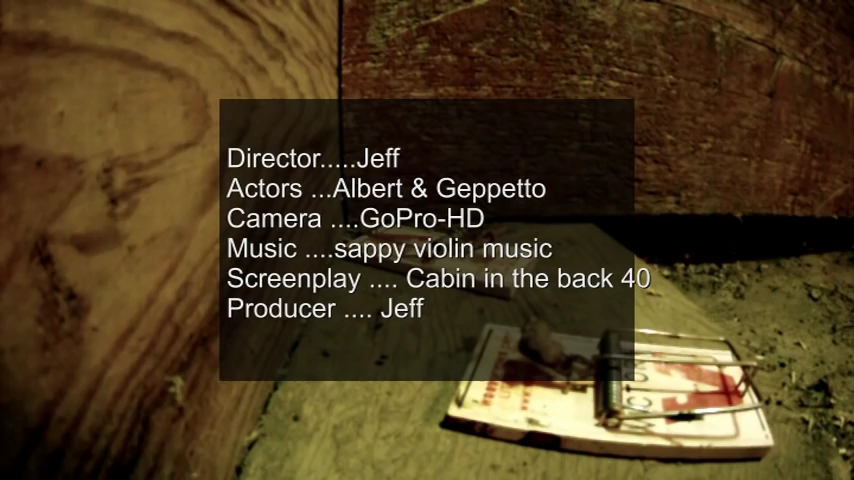 Director.....Jeff
Actors ...Albert & Geppetto
Camera ....GoPro-HD
Music ....sappy violin music
Screenplay .... Cabin in the back 40
Producer .... Jeff